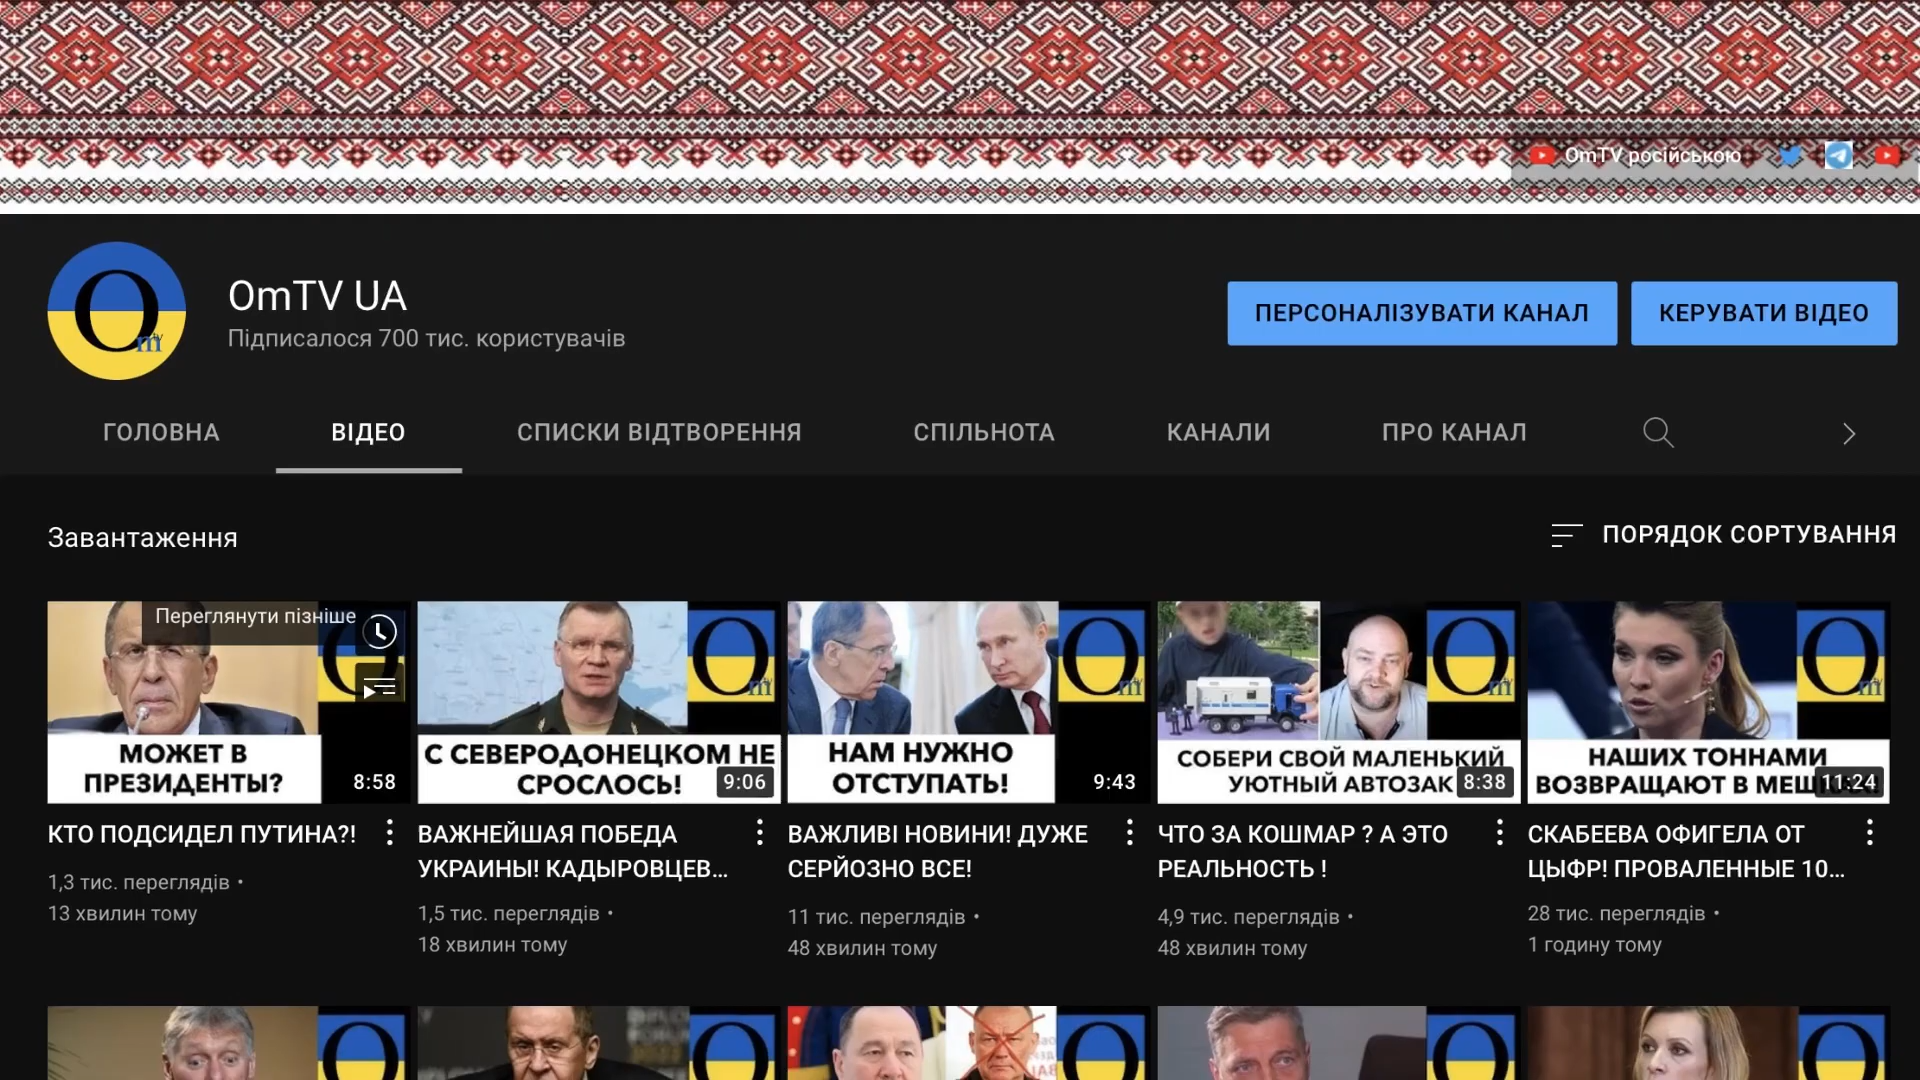 OmTV російською
OmTV UA
Підписалося 700 тис. користувачів
ПЕРСОНАЛІЗУВАТИ КАНАЛ
КЕРУВАТИ ВІДЕО
ГОЛОВНА
ВІДЕО
СПИСКИ ВІДТВОРЕННЯ
СПІЛЬНОТА
КАНАЛИ
ПРО КАНАЛ
Завантаження
ПОРЯДОК СОРТУВАННЯ
Переглянути пізніше
МОЖЕТ В
ПРЕЗИДЕНТЫ?
8:58
КТО ПОДСИДЕЛ ПУТИНА?!
1,3 тис. переглядів •
13 хвилин тому
С СЕВЕРОДОНЕЦКОМ НЕ
СРОСЛОСЬ!
9:06
ВАЖНЕЙШАЯ ПОБЕДА
УКРАИНЫ! КАДЫРОВЦЕВ...
1,5 тис. переглядів •
18 хвилин тому
НАМ НУЖНО
ОТСТУПАТЬ!
9:43
ВАЖЛИВІ НОВИНИ! ДУЖЕ
СЕРЙОЗНО ВСЕ!
11 тис. переглядів •
48 хвилин тому
СОБЕРИ СВОЙ МАЛЕНЬКИЙ
УЮТНЫЙ АВТОЗАК
8:38
ЧТО ЗА КОШМАР ? А ЭТО
РЕАЛЬНОСТЬ !
4,9 тис. переглядів •
48 хвилин тому
НАШИХ ТОННАМИ
ВОЗВРАЩАЮТ В
11:24
СКАБЕЕВА ОФИГЕЛА ОТ
ЦЫФР! ПРОВАЛЕННЫЕ 10...
28 тис. переглядів •
1 годину тому